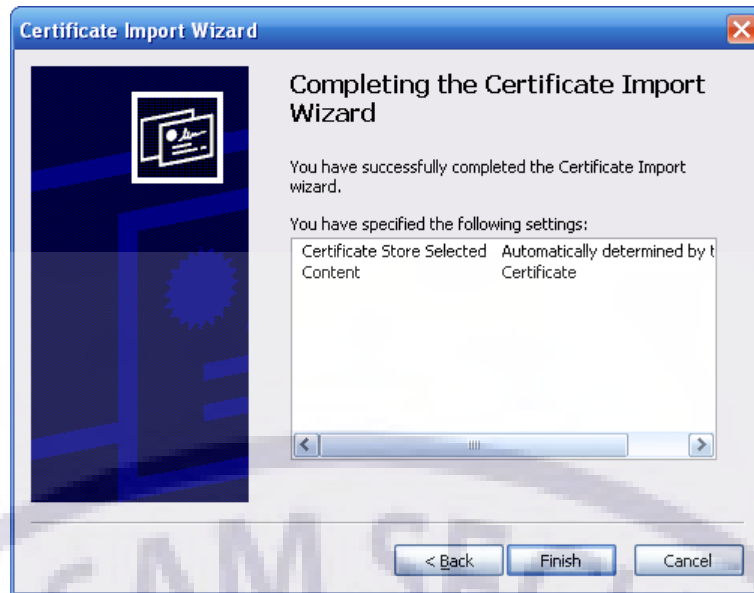 Certificate Import Wizard
Completing the Certificate Import
Wizard
You have successfully completed the Certificate Import
wizard.
You have specified the following settings:
Certificate Store Selected Automatically determined by t
Content Certificate
< Back Finish Cancel